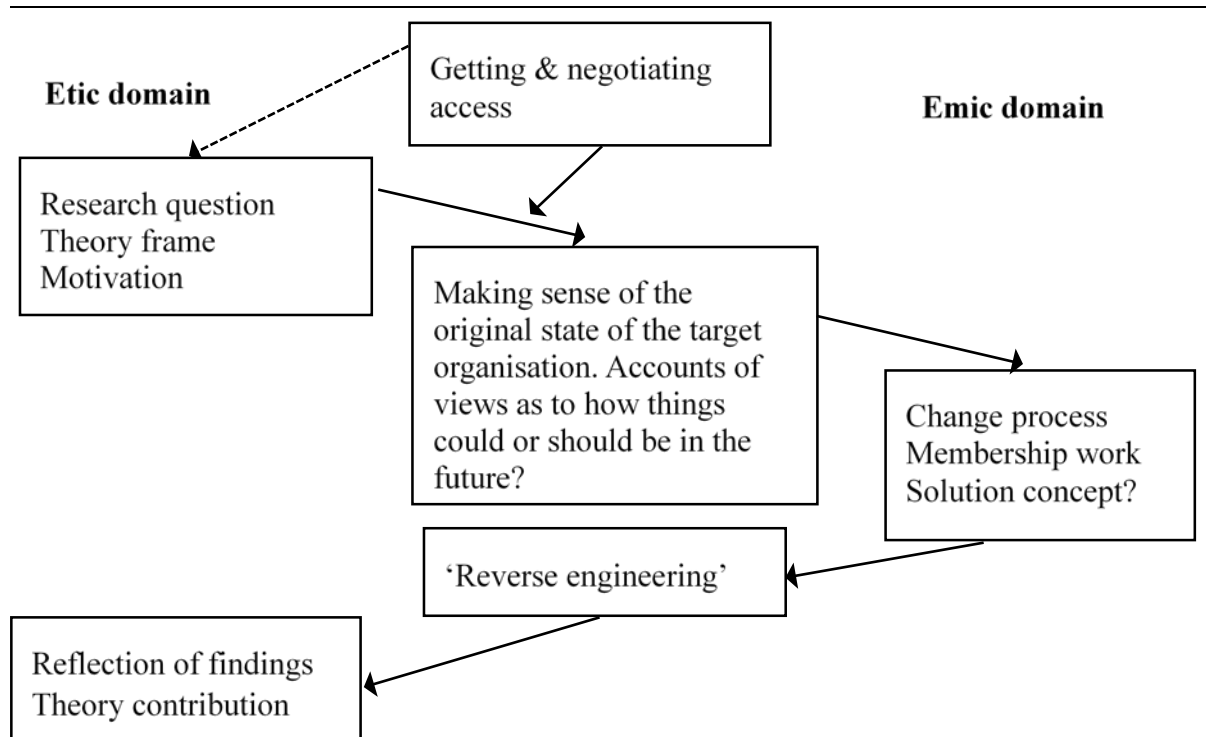 Getting & negotiating
access
Etic domain
Emic domain
Research question
Theory frame
Motivation
Making sense of the
original state of the target
organisation. Accounts of
views as to how things
could or should be in the
future?
Change process
Membership work
Solution concept?
‘Reverse engineering’
Reflection of findings
Theory contribution